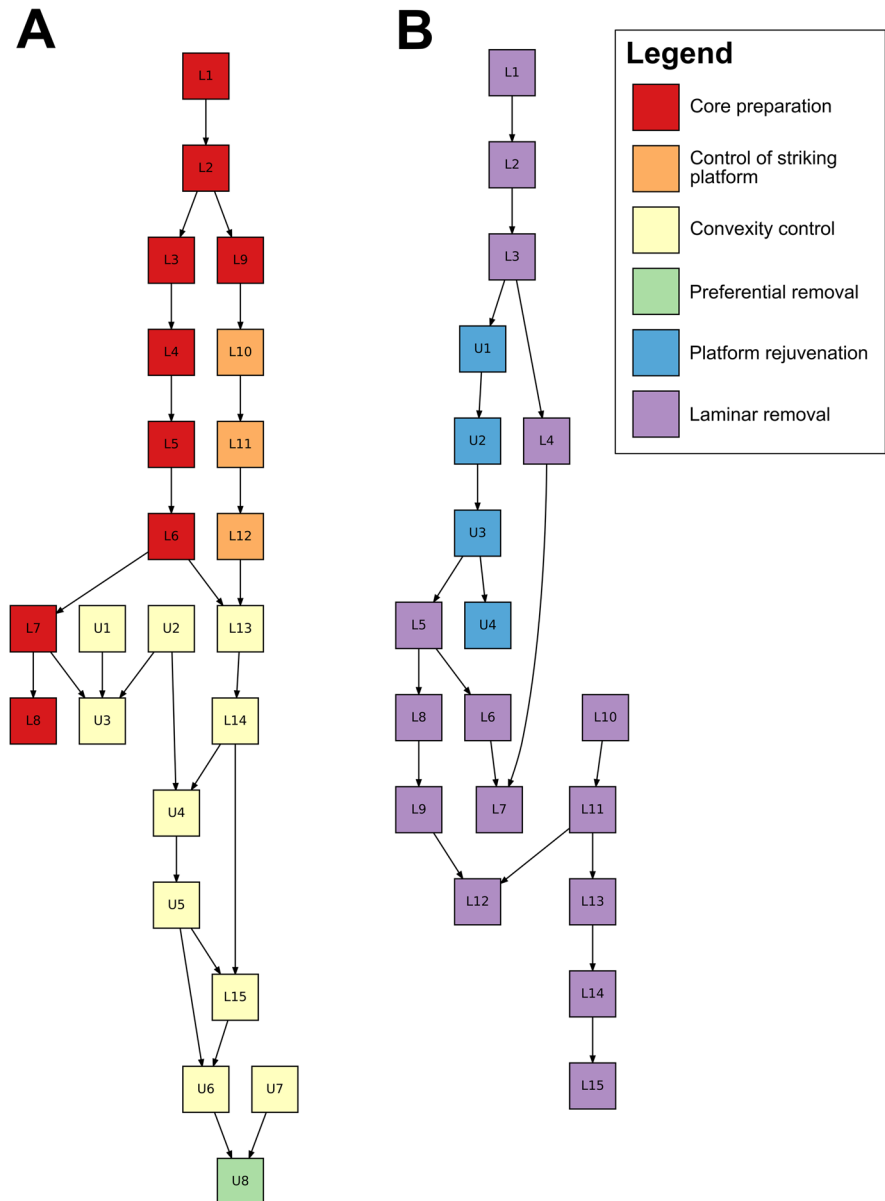 A
L1
L2
L3
L9
L4
L10
L5
L11
L6
L12
L7
U1
U2
L13
L8
U3
L14
U4
U5
L15
U6
U7
U8
B
L1
L2
L3
U1
U2
L4
U3
L5
U4
L8
L6
L10
L9
L7
L11
L12
L13
L14
L15
Legend
Core preparation
Control of striking
platform
Convexity control
Preferential removal
Platform rejuvenation
Laminar removal